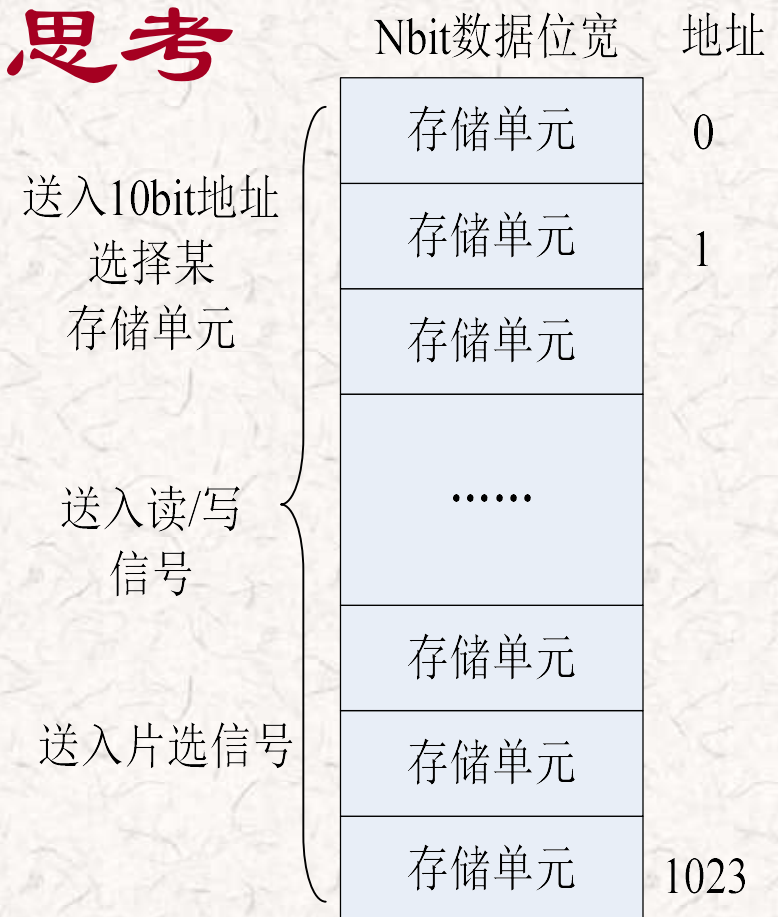 思考
Nbit数据位宽 地址
存储单元 0
送入10bit地址
选择某
存储单元
存储单元 1
存储单元
……
送入读/写
信号
存储单元
送入片选信号
存储单元
存储单元 1023